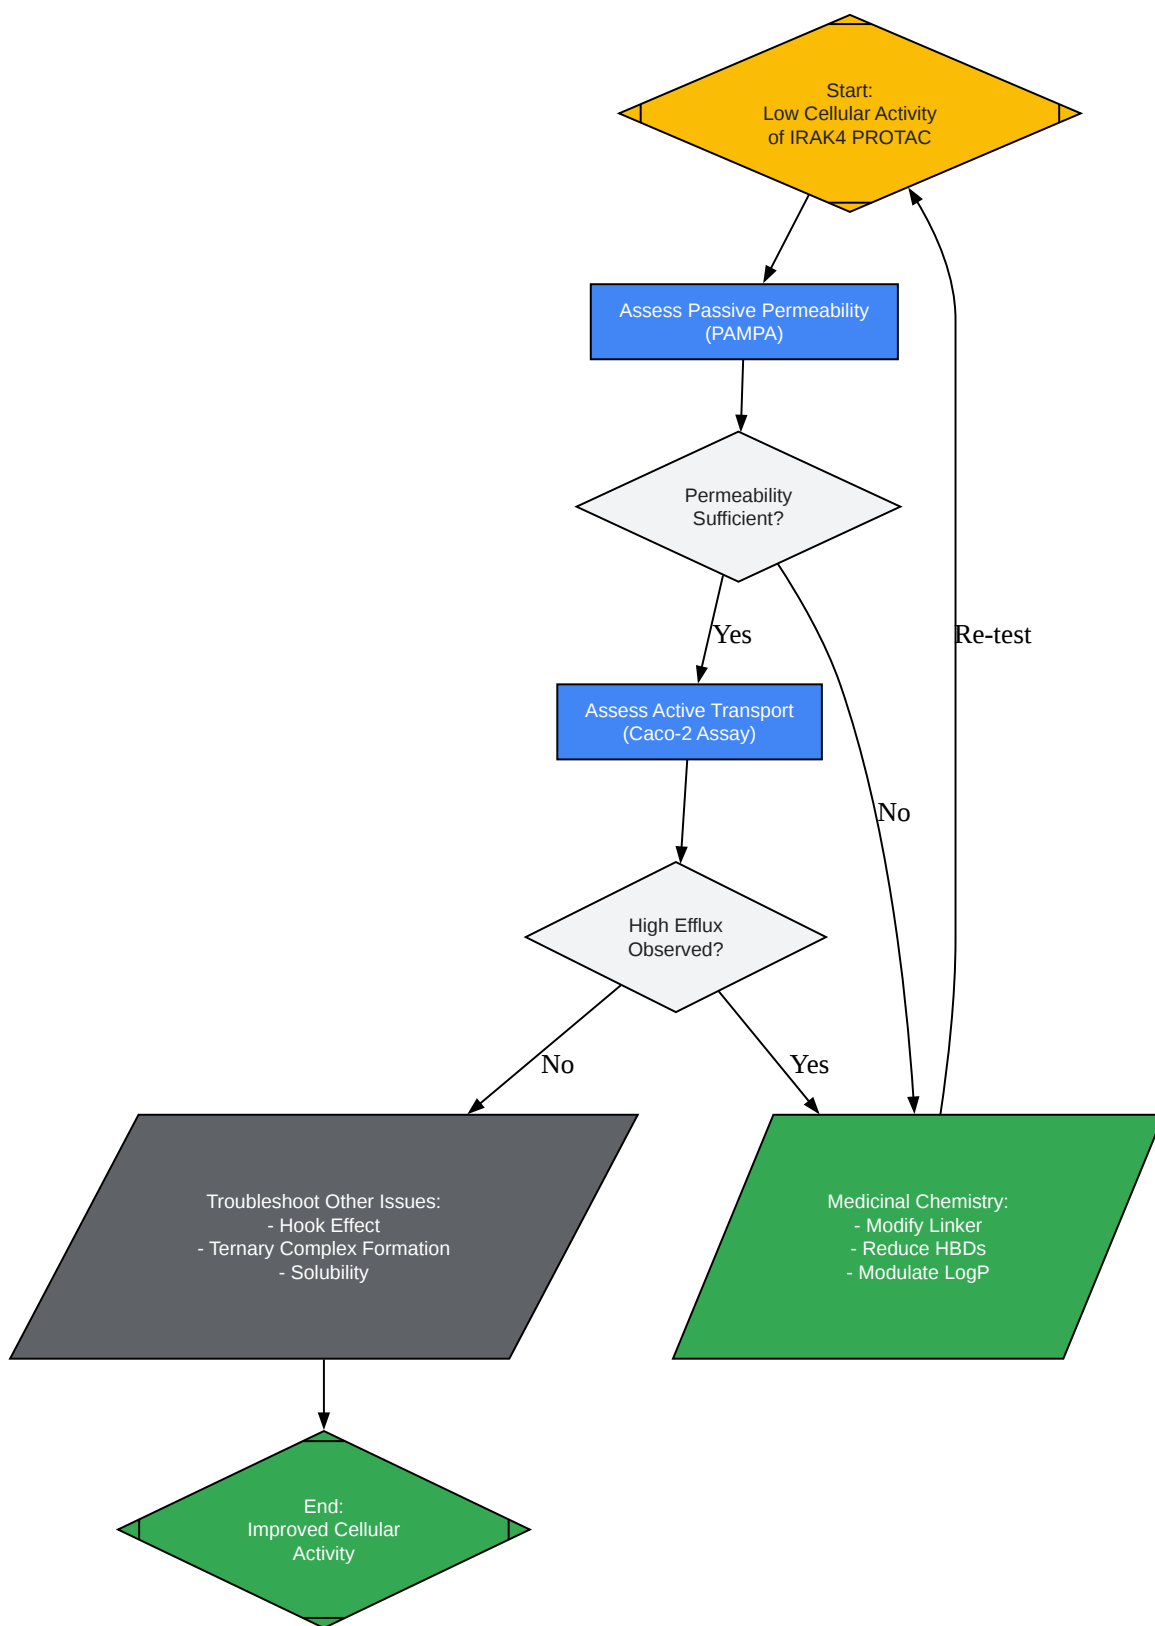 Start:
Low Cellular Activity
of IRAK4 PROTAC
Assess Passive Permeability
(PAMPA)
Permeability
Sufficient?
Yes
Re-test
Assess Active Transport
(Caco-2 Assay)
No
High Efflux
Observed?
No
Yes
Troubleshoot Other Issues:
- Hook Effect
- Ternary Complex Formation
- Solubility
Medicinal Chemistry:
- Modify Linker
- Reduce HBDs
- Modulate LogP
End:
Improved Cellular
Activity